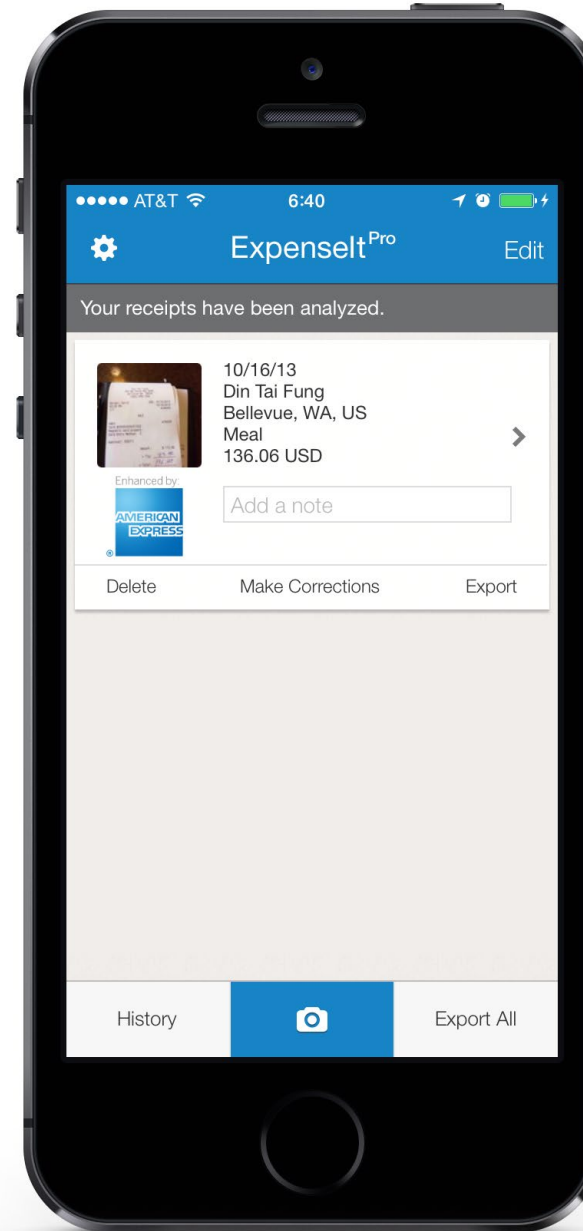 AT&T
6:40
ExpenseIt Pro
Edit
Your receipts have been analyzed.
10/16/13
Din Tai Fung
Bellevue, WA, US
Meal
136.06 USD
Enhanced by:
AMERICAN
EXPRESS
®
Add a note
Delete
Make Corrections
Export
History
Export All